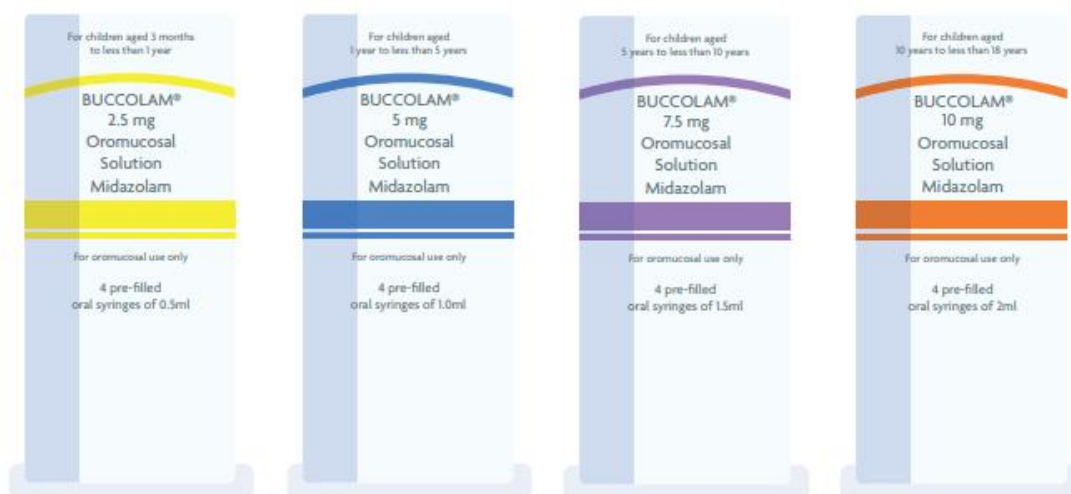 For children aged 3 months
to less than 1 year
BUCCOLAM®
2.5 mg
Oromucosal
Solution
Midazolam
For oromucosal use only
4 pre-filled
oral syringes of 0.5ml
For children aged
1 year to less than 5 years
BUCCOLAM®
5 mg
Oromucosal
Solution
Midazolam
For oromucosal use only
4 pre-filled
oral syringes of 1.0ml
For children aged
5 years to less than 10 years
BUCCOLAM®
7.5 mg
Oromucosal
Solution
Midazolam
For oromucosal use only
4 pre-filled
oral syringes of 1.5ml
For children aged
10 years to less than 18 years
BUCCOLAM®
10 mg
Oromucosal
Solution
Midazolam
For oromucosal use only
4 pre-filled
oral syringes of 2ml